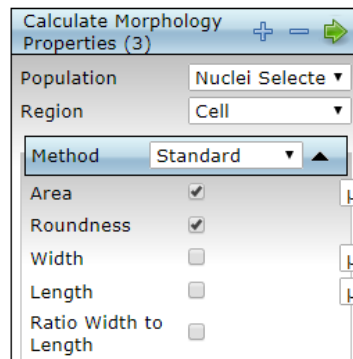 Calculate Morphology
Properties (3)
Population Nuclei Selecte
Region Cell
Method Standard
Area μ
Roundness
Width μ
Length μ
Ratio Width to
Length